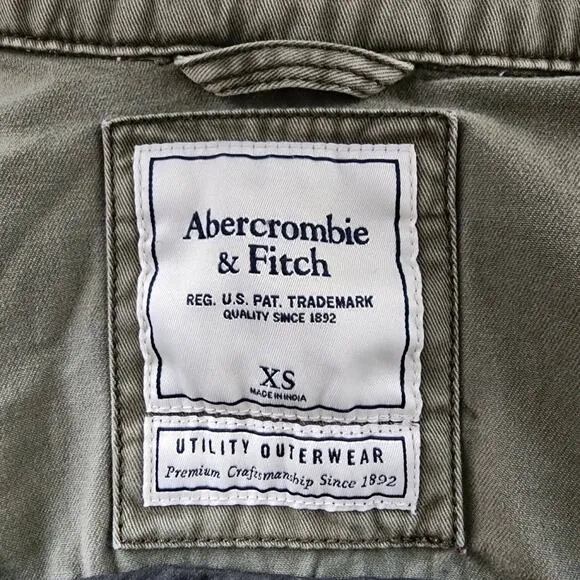 Abercrombie
& Fitch
REG. U.S. PAT. TRADEMARK
QUALITY SINCE 1892
XS
MADE IN INDIA
UTILITY OUTERWEAR
Premium Craftsmanship Since 1892